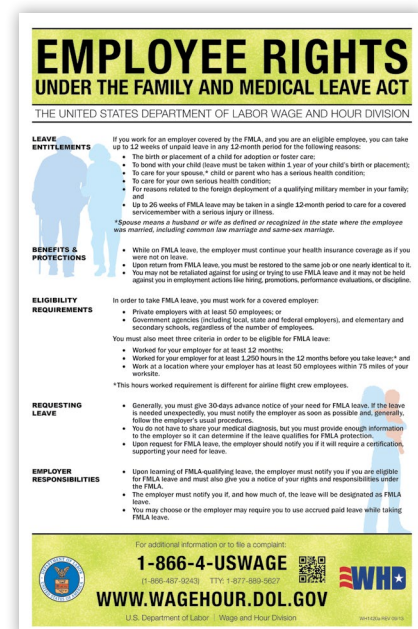 EMPLOYEE RIGHTS
UNDER THE FAMILY AND MEDICAL LEAVE ACT
THE UNITED STATES DEPARTMENT OF LABOR WAGE AND HOUR DIVISION
LEAVE
ENTITLEMENTS
If you work for an employer covered by the FMLA, and you are an eligible employee, you can take
up to 12 weeks of unpaid leave in any 12-month period for the following reasons:
• The birth or placement of a child for adoption or foster care;
• To bond with your child (leave must be taken within 1 year of your child's birth or placement);
• To care for your spouse,* child or parent who has a serious health condition;
• To care for your own serious health condition;
• For reasons related to the foreign deployment of a qualifying military member in your family;
and
• Up to 26 weeks of FMLA leave may be taken in a single 12-month period to care for a covered
servicemember with a serious injury or illness.
*Spouse means a husband or wife as defined or recognized in the state where the employee
was married, including common law marriage and same-sex marriage.
BENEFITS &
PROTECTIONS
• While on FMLA leave, the employer must continue your health insurance coverage as if you
were not on leave.
• Upon return from FMLA leave, you must be restored to the same job or one nearly identical to it.
• You may not be retaliated against for using or trying to use FMLA leave and it may not be held
against you in employment actions like hiring, promotions, performance evaluations, or discipline.
ELIGIBILITY
REQUIREMENTS
In order to take FMLA leave, you must work for a covered employer:
• Private employers with at least 50 employees; or
• Government agencies (including local, state and federal employers), and elementary and
secondary schools, regardless of the number of employees.
You must also meet three criteria in order to be eligible for FMLA leave:
• Worked for your employer for at least 12 months;
• Worked for your employer for at least 1,250 hours in the 12 months before you take leave;* and
• Work at a location where your employer has at least 50 employees within 75 miles of your
worksite.
*This hours worked requirement is different for airline flight crew employees.
REQUESTING
LEAVE
• Generally, you must give 30-days advance notice of your need for FMLA leave. If the leave
is needed unexpectedly, you must notify the employer as soon as possible and, generally,
follow the employer's usual procedures.
• You do not have to share your medical diagnosis, but you must provide enough information
to the employer so it can determine if the leave qualifies for FMLA protection.
• Upon request for FMLA leave, the employer should notify you if it will require a certification,
supporting your need for leave.
EMPLOYER
RESPONSIBILITIES
• Upon learning of FMLA-qualifying leave, the employer must notify you if you are eligible
for FMLA leave and must also give you a notice of your rights and responsibilities under
the FMLA.
• The employer must notify you if, and how much of, the leave will be designated as FMLA
leave.
• You may choose or the employer may require you to use accrued paid leave while taking
FMLA leave.
For additional information or to file a complaint:
1-866-4-USWAGE
(1-866-487-9243) TTY: 1-877-889-5627
WWW.WAGEHOUR.DOL.GOV
U.S. Department of Labor | Wage and Hour Division
WHD